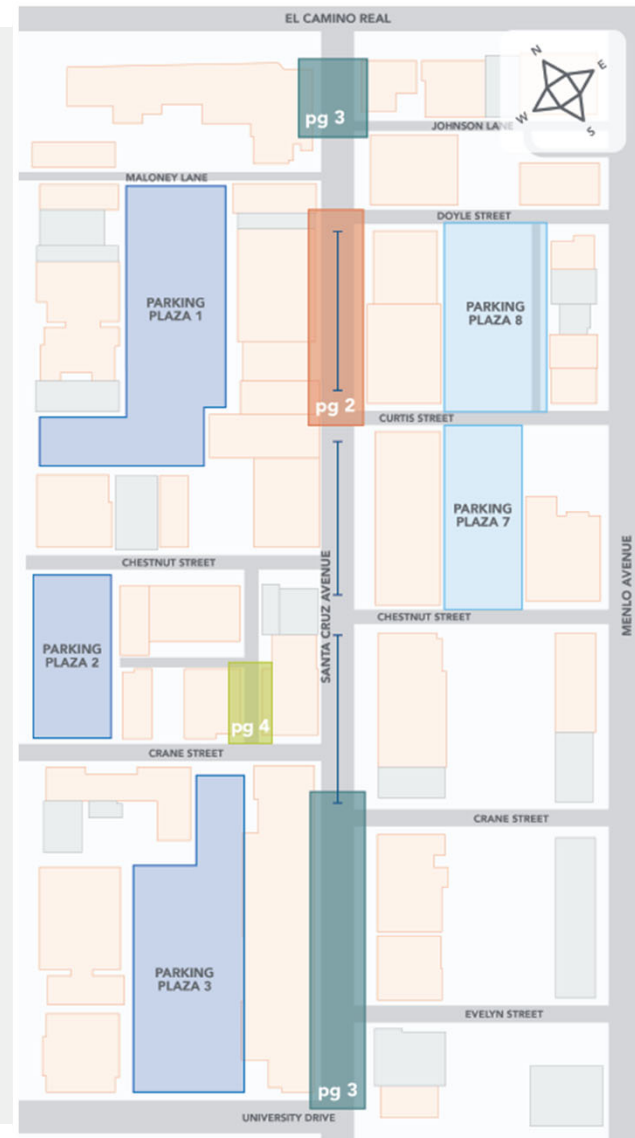 EL CAMINO REAL
N
E
W
S
pg 3
JOHNSON LANE
MALONEY LANE
DOYLE STREET
PARKING
PLAZA 1
PARKING
PLAZA 8
pg 2
CURTIS STREET
PARKING
PLAZA 7
CHESTNUT STREET
SANTA CRUZ AVENUE
MENLO AVENUE
CHESTNUT STREET
PARKING
PLAZA 2
pg 4
CRANE STREET
CRANE STREET
PARKING
PLAZA 3
EVELYN STREET
pg 3
UNIVERSITY DRIVE